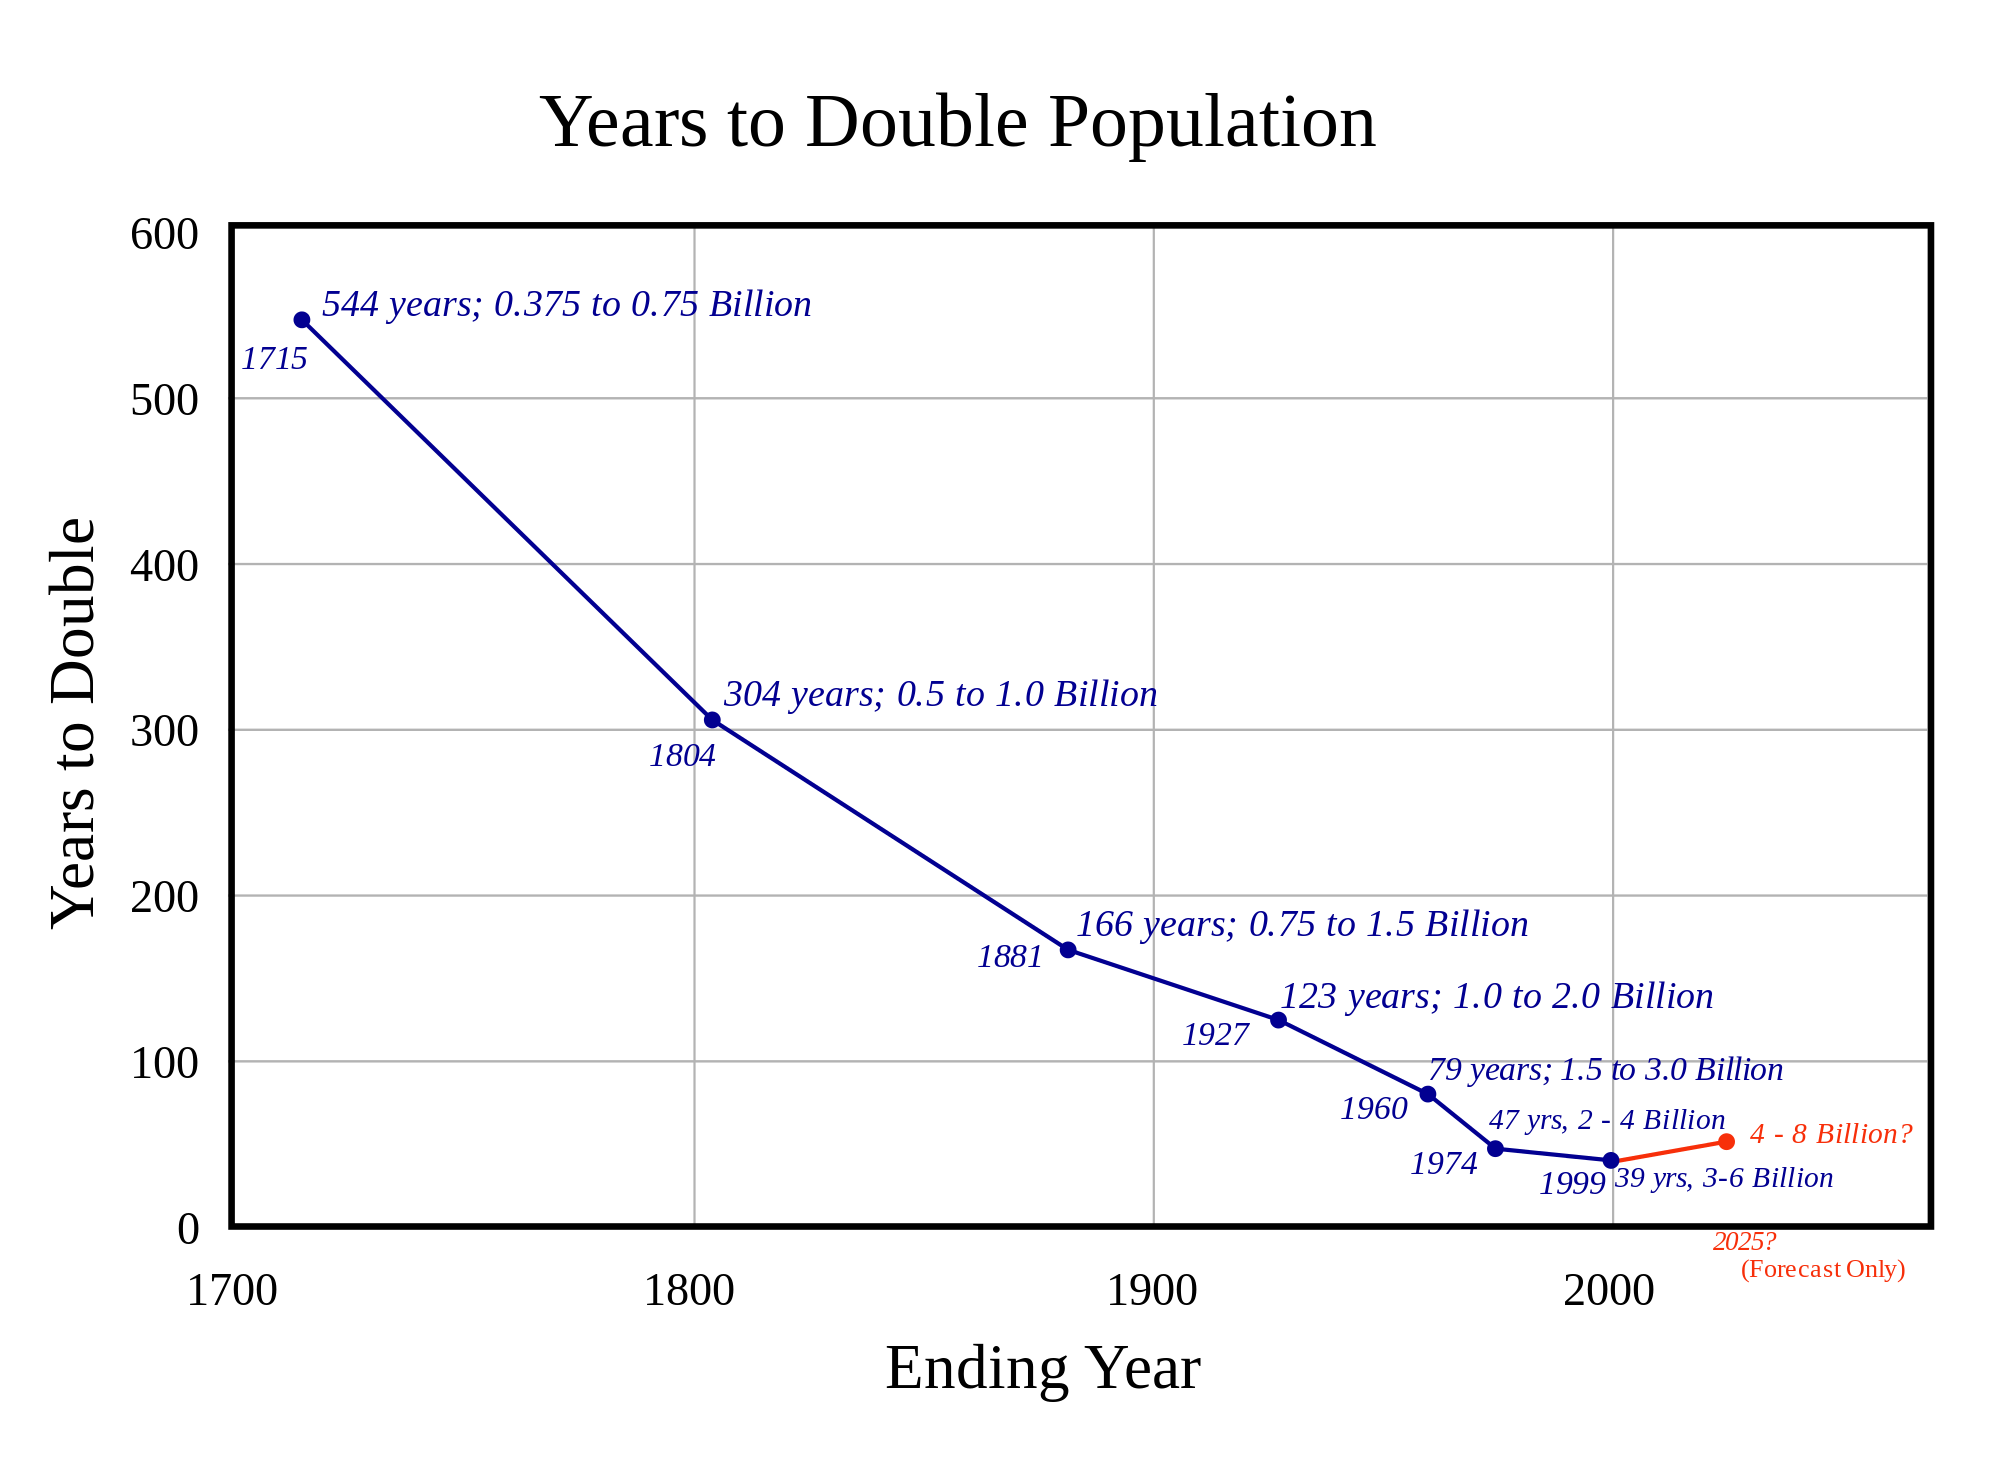 Years to Double Population
600
544 years; 0.375 to 0.75 Billion
1715
500
400
Years to Double
304 years; 0.5 to 1.0 Billion
300
1804
200
166 years; 0.75 to 1.5 Billion
1881
123 years; 1.0 to 2.0 Billion
1927
100
79 years; 1.5 to 3.0 Billion
1960
47 yrs, 2 - 4 Billion
4 - 8 Billion?
1974
39 yrs, 3-6 Billion
1999
0
2025?
(Forecast Only)
1700
1800
1900
2000
Ending Year